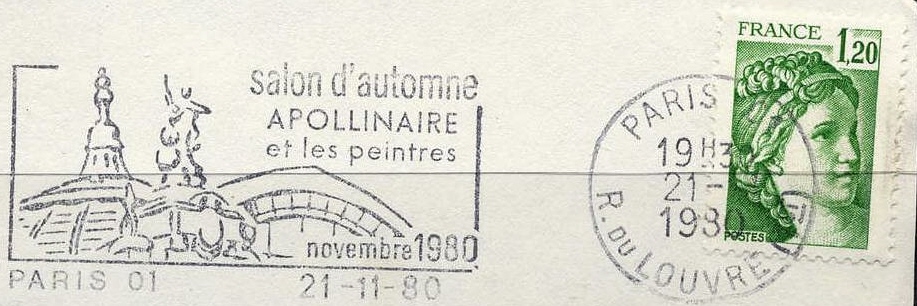 salon d'automne
APOLLINAIRE
et les peintres
novembre 1980
PARIS 01
21-11-80
PARIS
19H3
21-
1980
R. DU LOUVRE
FRANCE
1,20
POSTES